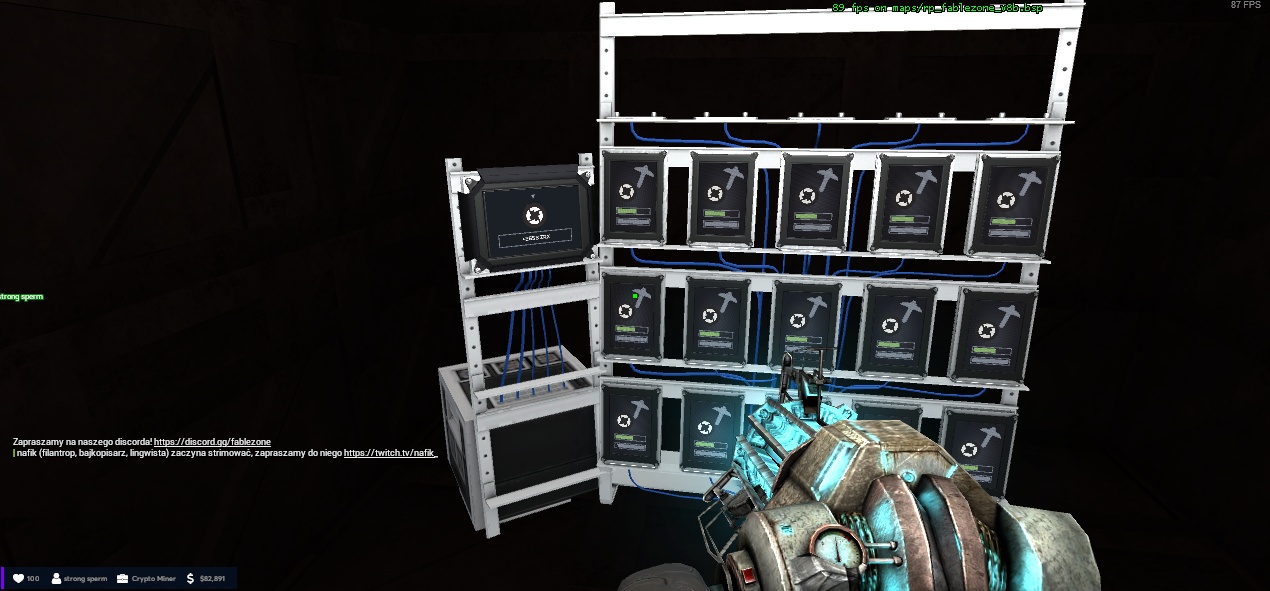 89 fps on maps/rp_fablezone_v8b.bsp
87 FPS
strong sperm
Zapraszamy na naszego discorda! https://discord.gg/fablezone
nafik (filantrop, bajkopisarz, lingwista) zaczyna strimować, zapraszamy do niego https://twitch.tv/nafik_
100 strong sperm Crypto Miner $ $82,891